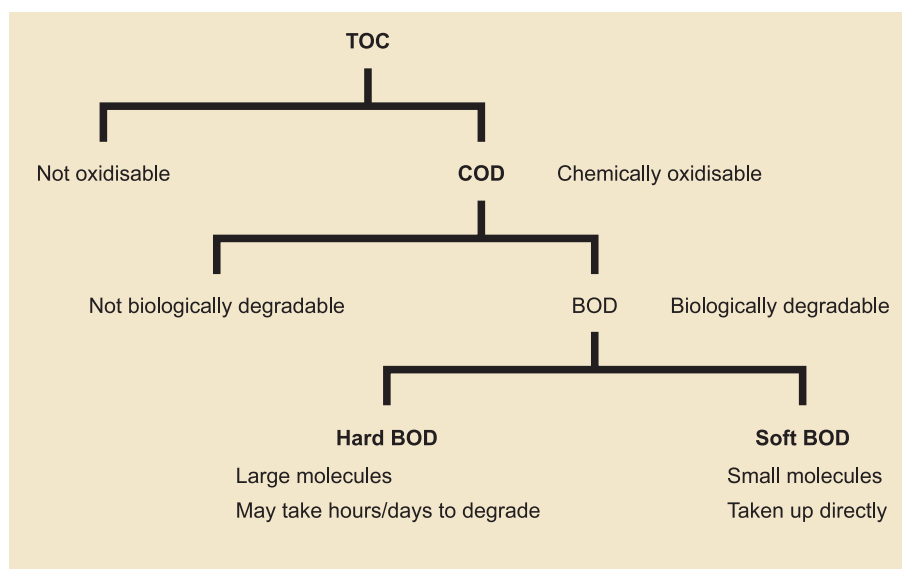 TOC
Not oxidisable
COD
Chemically oxidisable
Not biologically degradable
BOD
Biologically degradable
Hard BOD
Large molecules
May take hours/days to degrade
Soft BOD
Small molecules
Taken up directly